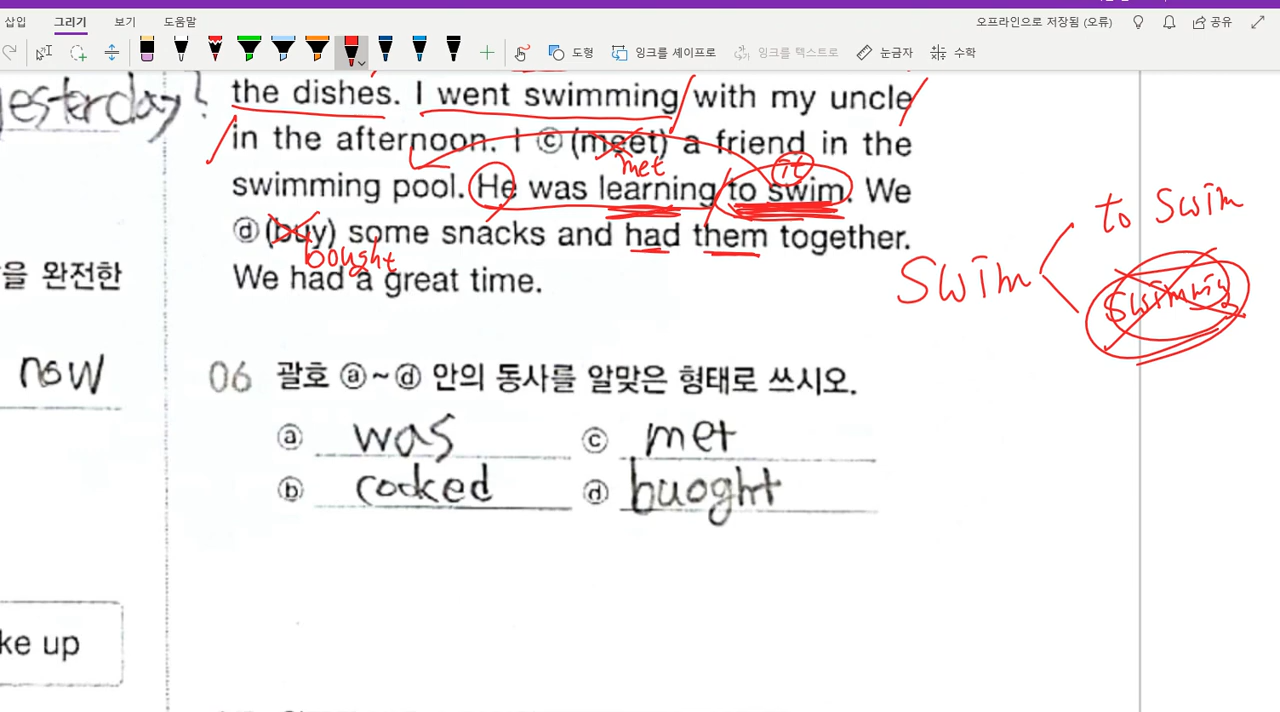 삽입 그리기 보기 도움말 오프라인으로 저장됨 (오류) 공유
도형 잉크를 셰이프로 잉크를 텍스트로 눈금자 수학
esterday?
the dishes. I went swimming with my uncle
in the afternoon. I ⓒ (meet) a friend in the
met it
swimming pool. He was learning to swim. We
to swim
ⓓ (buy) some snacks and had them together.
bought
swim
swimming
을 완전한
We had a great time.
now
06 괄호 ⓐ~ⓓ 안의 동사를 알맞은 형태로 쓰시오.
ⓐ was ⓒ met
ⓑ cocked ⓓ buoght
ke up